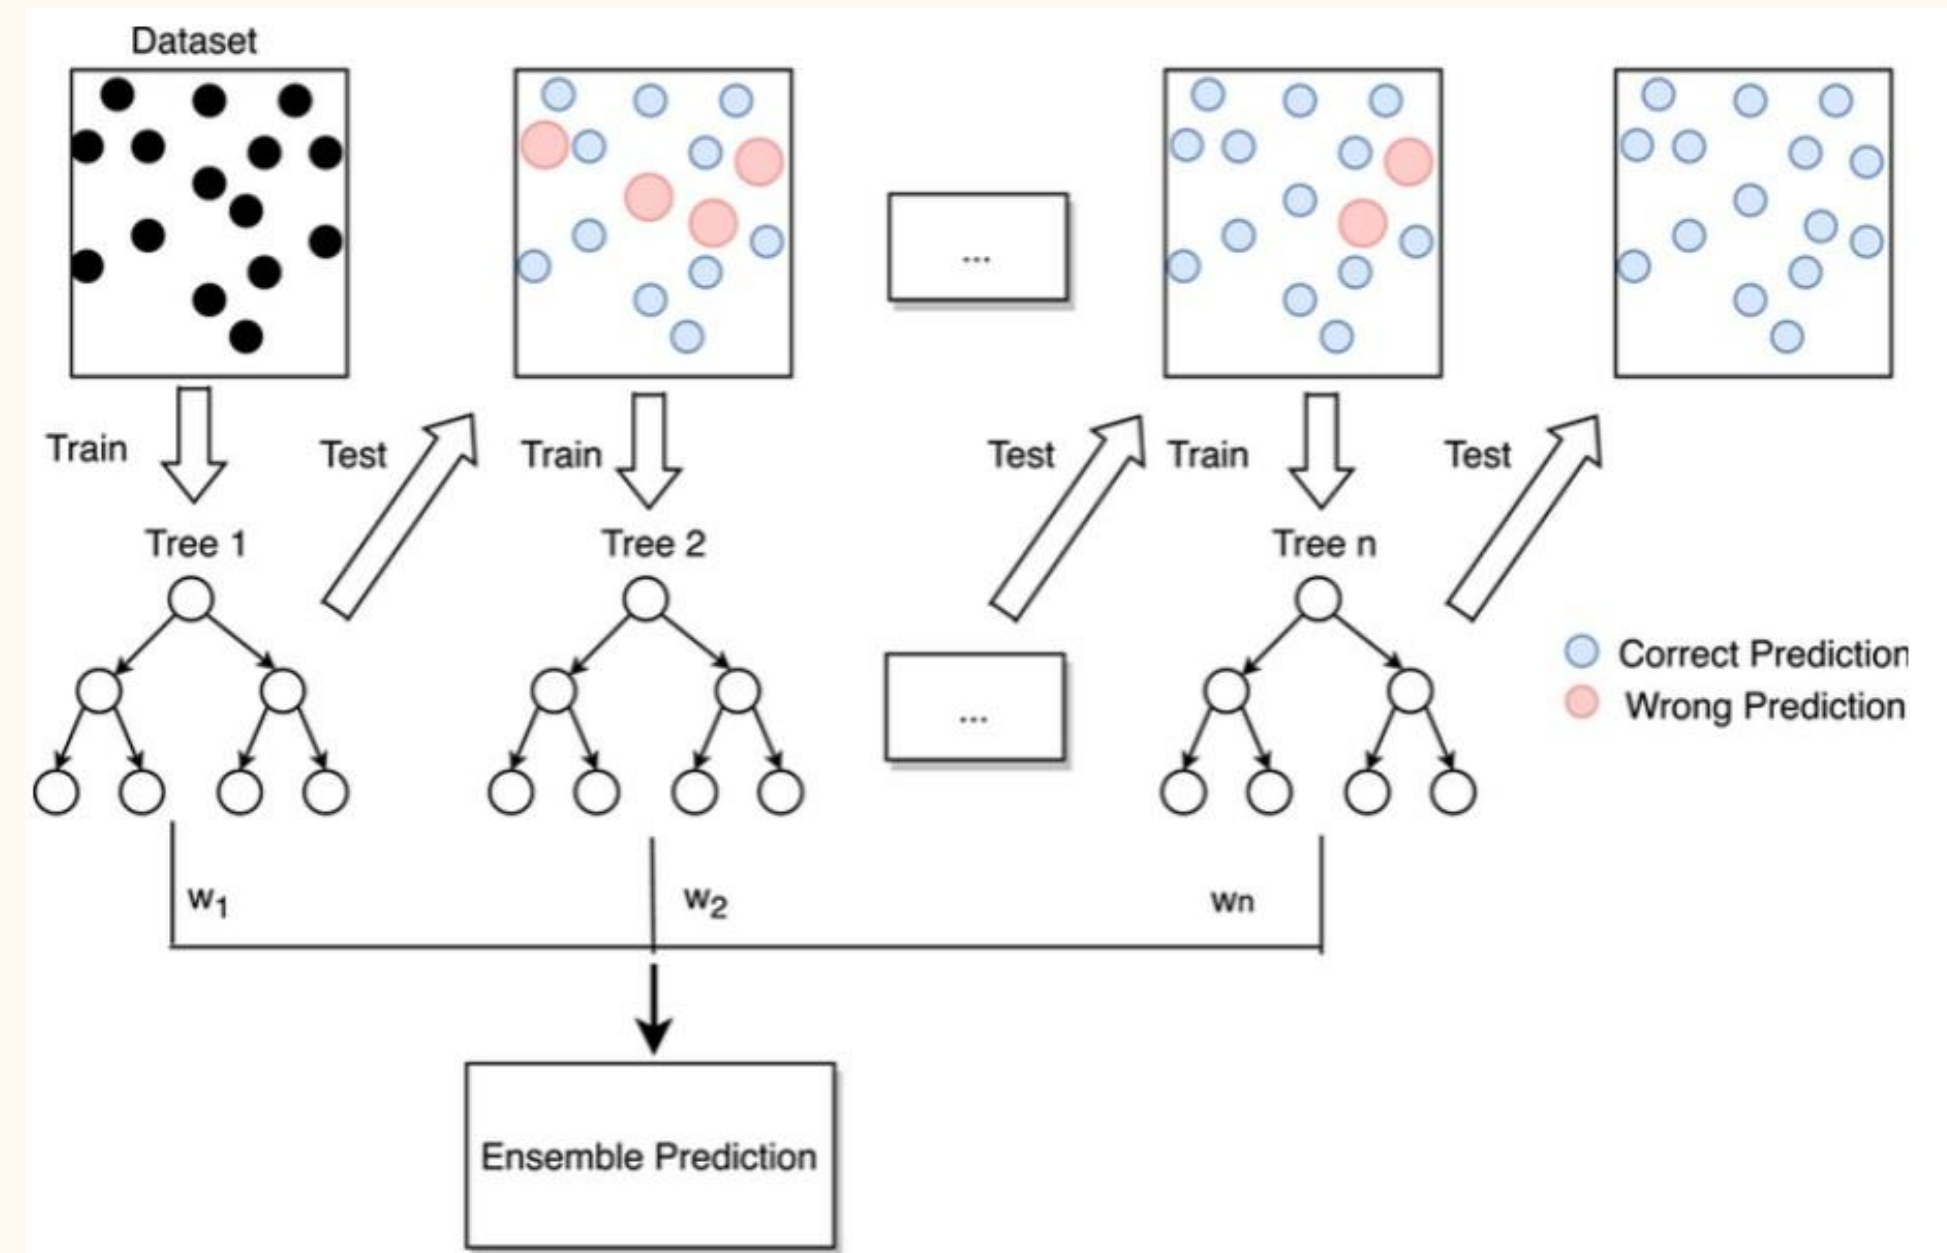 Dataset
...
Train
Test
Train
Test
Train
Test
Tree 1
Tree 2
Tree n
...
Correct Prediction
Wrong Prediction
w1
w2
wn
Ensemble Prediction